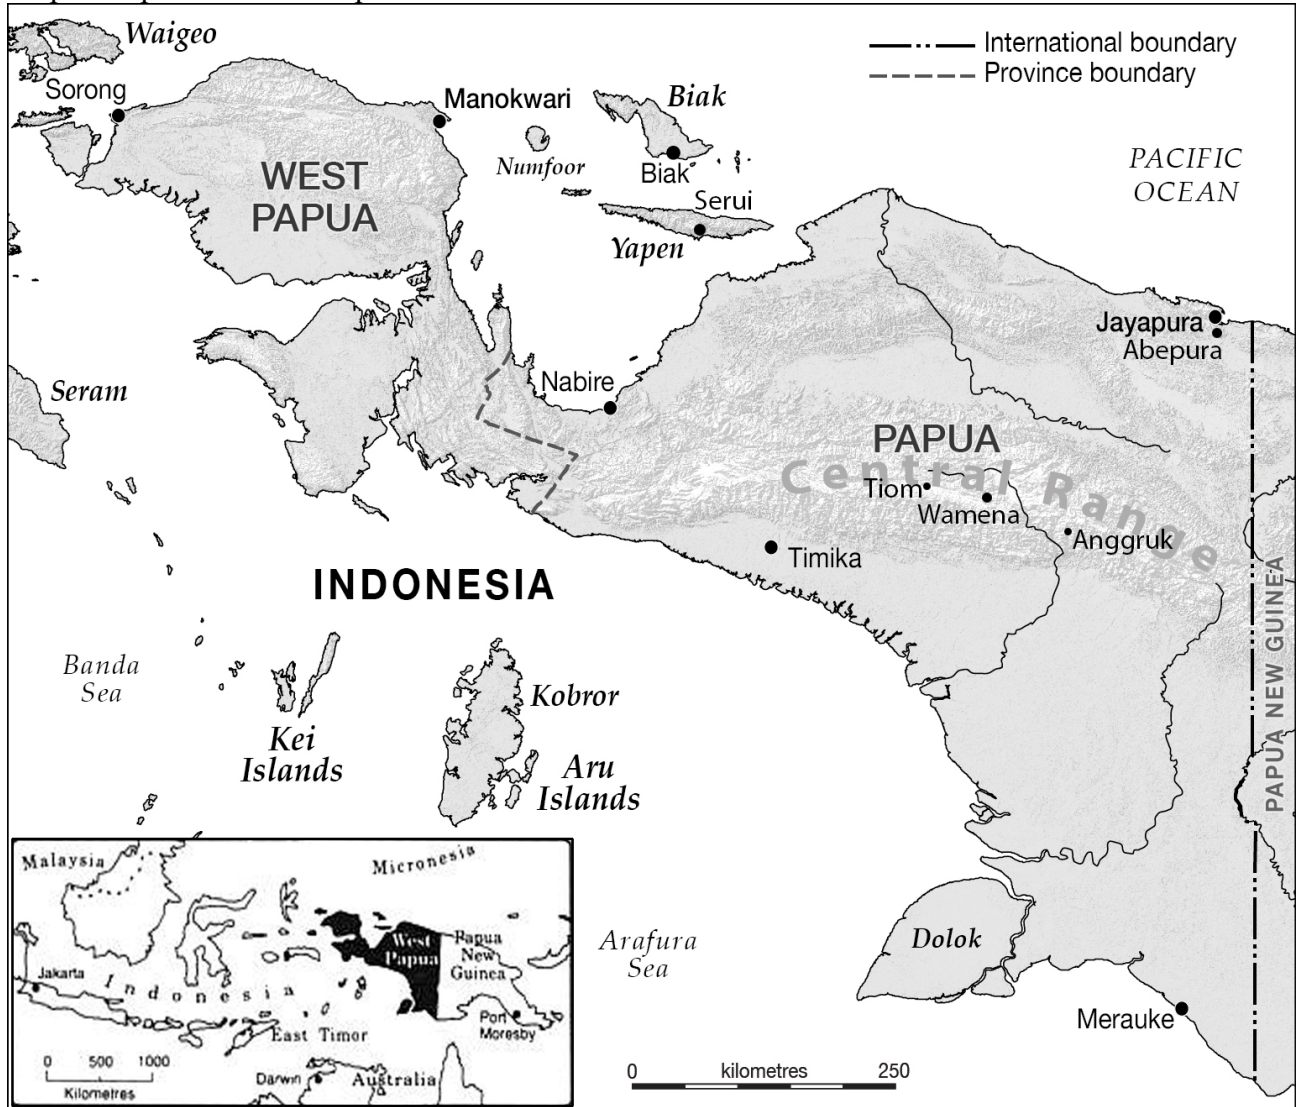 Waigeo
International boundary
Province boundary
Sorong
Manokwari
Biak
Numfoor
Biak
PACIFIC
OCEAN
WEST
PAPUA
Serui
Yapen
Jayapura
Abepura
Seram
Nabire
PAPUA
Central Range
Tiom
Wamena
Anggruk
Timika
INDONESIA
PAPUA NEW GUINEA
Banda
Sea
Kobror
Kei
Islands
Aru
Islands
Dolok
Arafura
Sea
Merauke
0 kilometres 250
Malaysia
Micronesia
West
Papua
Papua
New
Guinea
Jakarta
Indonesia
Port
Moresby
East Timor
0 500 1000
Kilometres
Darwin
Australia